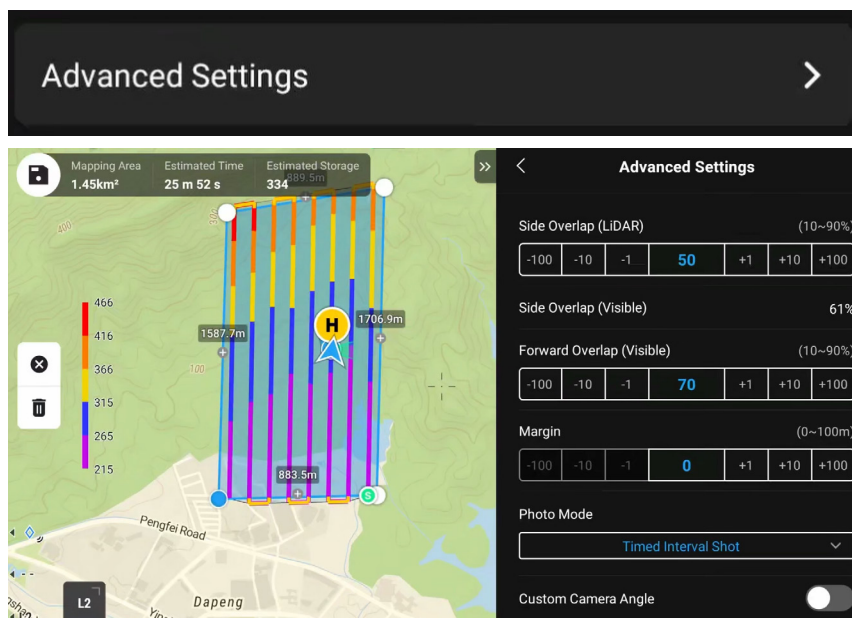 Advanced Settings
Mapping Area
Estimated Time
Estimated Storage
1.45km²
25 m 52 s
334
889.5m
300
400
100
466
416
366
315
265
215
1587.7m
H
1706.9m
883.5m
S
Pengfei Road
Dapeng
L2
Advanced Settings
Side Overlap (LiDAR)
(10~90%)
-100 -10 -1 50 +1 +10 +100
Side Overlap (Visible)
61%
Forward Overlap (Visible)
(10~90%)
-100 -10 -1 70 +1 +10 +100
Margin
(0~100m)
-100 -10 -1 0 +1 +10 +100
Photo Mode
Timed Interval Shot
Custom Camera Angle